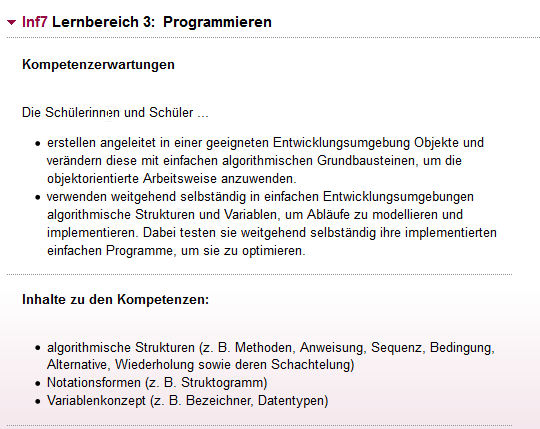 Inf7 Lernbereich 3: Programmieren
Kompetenzerwartungen
Die Schülerinnen und Schüler ...
• erstellen angeleitet in einer geeigneten Entwicklungsumgebung Objekte und
verändern diese mit einfachen algorithmischen Grundbausteinen, um die
objektorientierte Arbeitsweise anzuwenden.
• verwenden weitgehend selbständig in einfachen Entwicklungsumgebungen
algorithmische Strukturen und Variablen, um Abläufe zu modellieren und
implementieren. Dabei testen sie weitgehend selbständig ihre implementierten
einfachen Programme, um sie zu optimieren.
Inhalte zu den Kompetenzen:
• algorithmische Strukturen (z. B. Methoden, Anweisung, Sequenz, Bedingung,
Alternative, Wiederholung sowie deren Schachtelung)
• Notationsformen (z. B. Struktogramm)
• Variablenkonzept (z. B. Bezeichner, Datentypen)